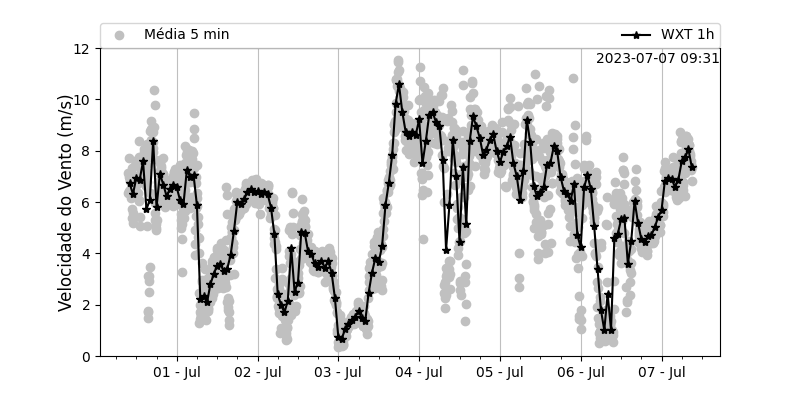 Média 5 min
WXT 1h
2023-07-07 09:31
Velocidade do Vento (m/s)
12
10
8
6
4
2
0
01 - Jul
02 - Jul
03 - Jul
04 - Jul
05 - Jul
06 - Jul
07 - Jul